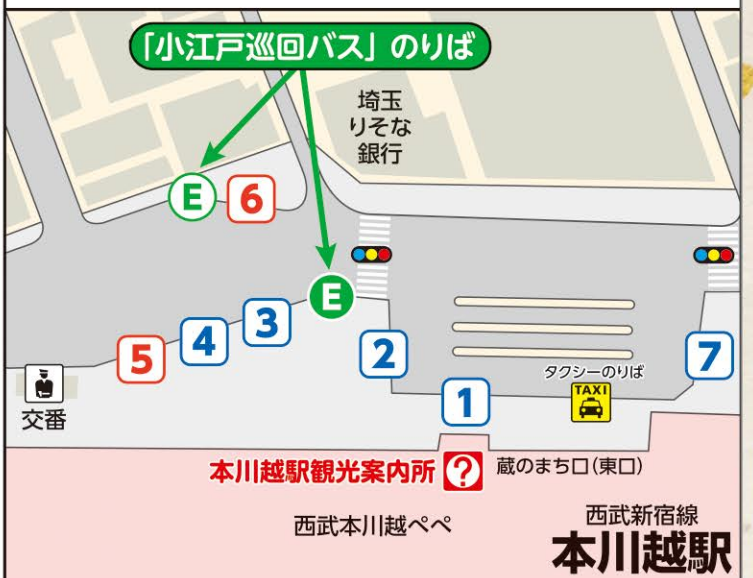 「小江戸巡回バス」のりば
埼玉
りそな
銀行
E
6
E
3
4
5
2
7
1
タクシーのりば
TAXI
交番
本川越駅観光案内所
?
蔵のまち口(東口)
西武本川越ペペ
西武新宿線
本川越駅